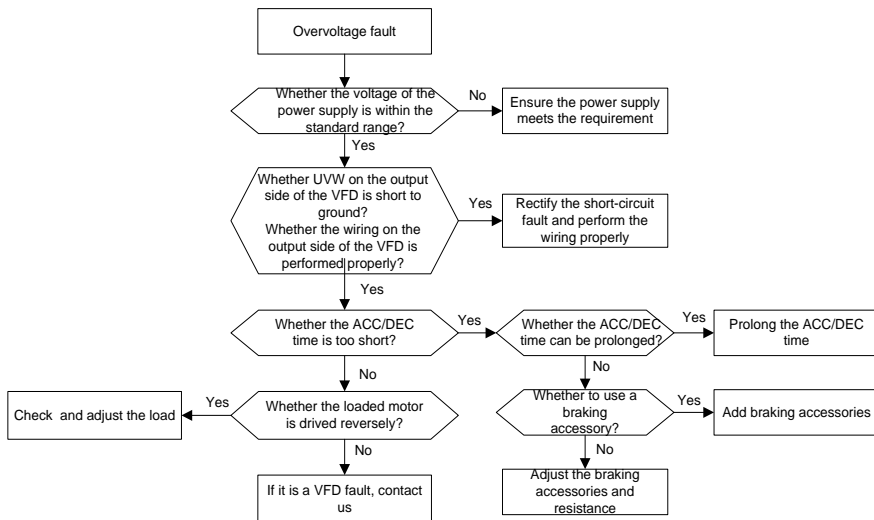 Overvoltage fault
Whether the voltage of the
power supply is within the
standard range?
No
Ensure the power supply
meets the requirement
Yes
Whether UVW on the output
side of the VFD is short to
ground?
Whether the wiring on the
output side of the VFD is
performed properly?
Yes
Rectify the short-circuit
fault and perform the
wiring properly
Yes
Whether the ACC/DEC
time is too short?
Yes
Whether the ACC/DEC
time can be prolonged?
Yes
Prolong the ACC/DEC
time
No
No
Check and adjust the load
Yes
Whether the loaded motor
is drived reversely?
Whether to use a
braking
accessory?
Yes
Add braking accessories
No
No
If it is a VFD fault, contact
us
Adjust the braking
accessories and
resistance